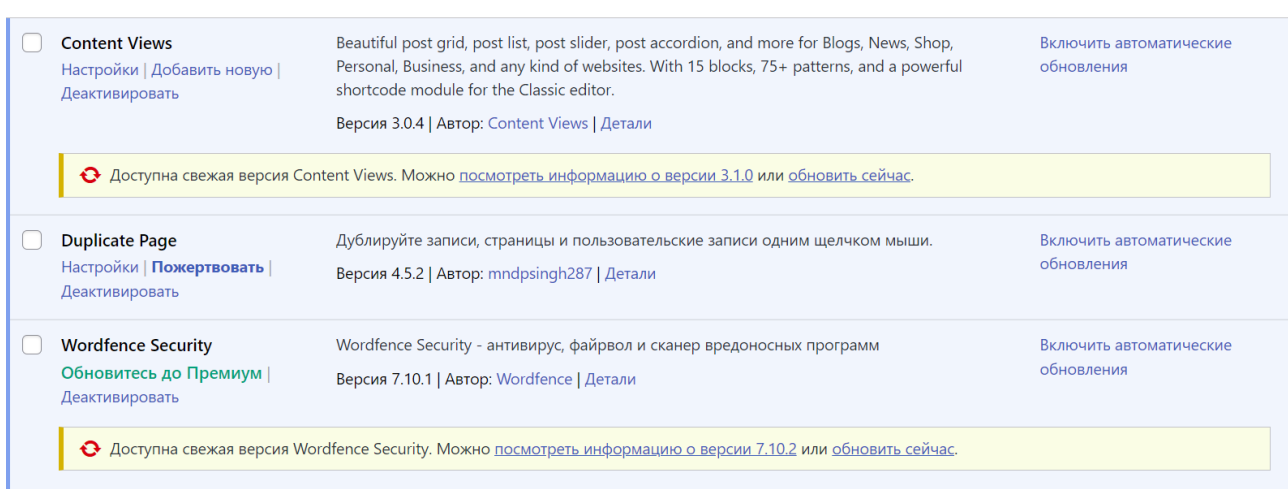 Content Views
Настройки | Добавить новую |
Деактивировать
Beautiful post grid, post list, post slider, post accordion, and more for Blogs, News, Shop,
Personal, Business, and any kind of websites. With 15 blocks, 75+ patterns, and a powerful
shortcode module for the Classic editor.
Версия 3.0.4 | Автор: Content Views | Детали
Включить автоматические
обновления
Доступна свежая версия Content Views. Можно посмотреть информацию о версии 3.1.0 или обновить сейчас.
Duplicate Page
Настройки | Пожертвовать |
Деактивировать
Дублируйте записи, страницы и пользовательские записи одним щелчком мыши.
Версия 4.5.2 | Автор: mndpsingh287 | Детали
Включить автоматические
обновления
Wordfence Security
Обновитесь до Премиум |
Деактивировать
Wordfence Security - антивирус, файрвол и сканер вредоносных программ
Версия 7.10.1 | Автор: Wordfence | Детали
Включить автоматические
обновления
Доступна свежая версия Wordfence Security. Можно посмотреть информацию о версии 7.10.2 или обновить сейчас.